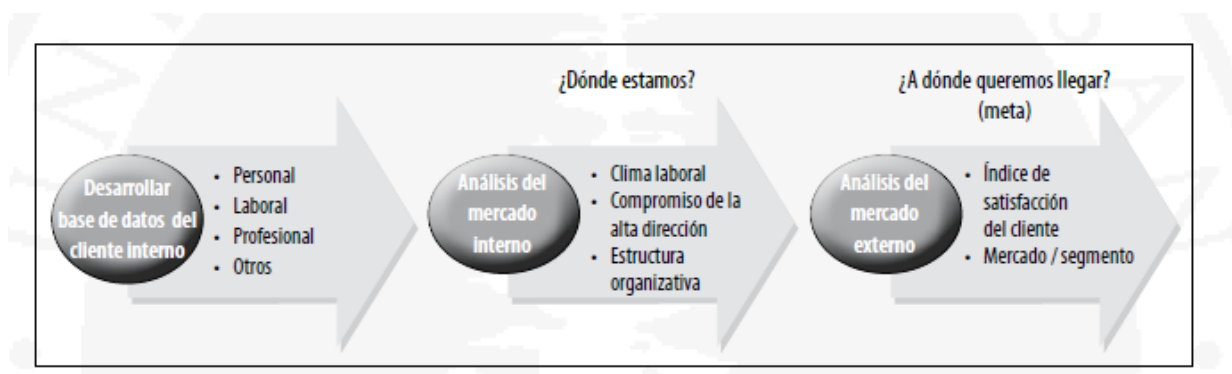 Desarrollar
base de datos del
cliente interno
• Personal
• Laboral
• Profesional
• Otros
¿Dónde estamos?
Análisis del
mercado
interno
• Clima laboral
• Compromiso de la
alta dirección
• Estructura
organizativa
¿A dónde queremos llegar?
(meta)
Análisis del
mercado
externo
• Índice de
satisfacción
del cliente
• Mercado / segmento